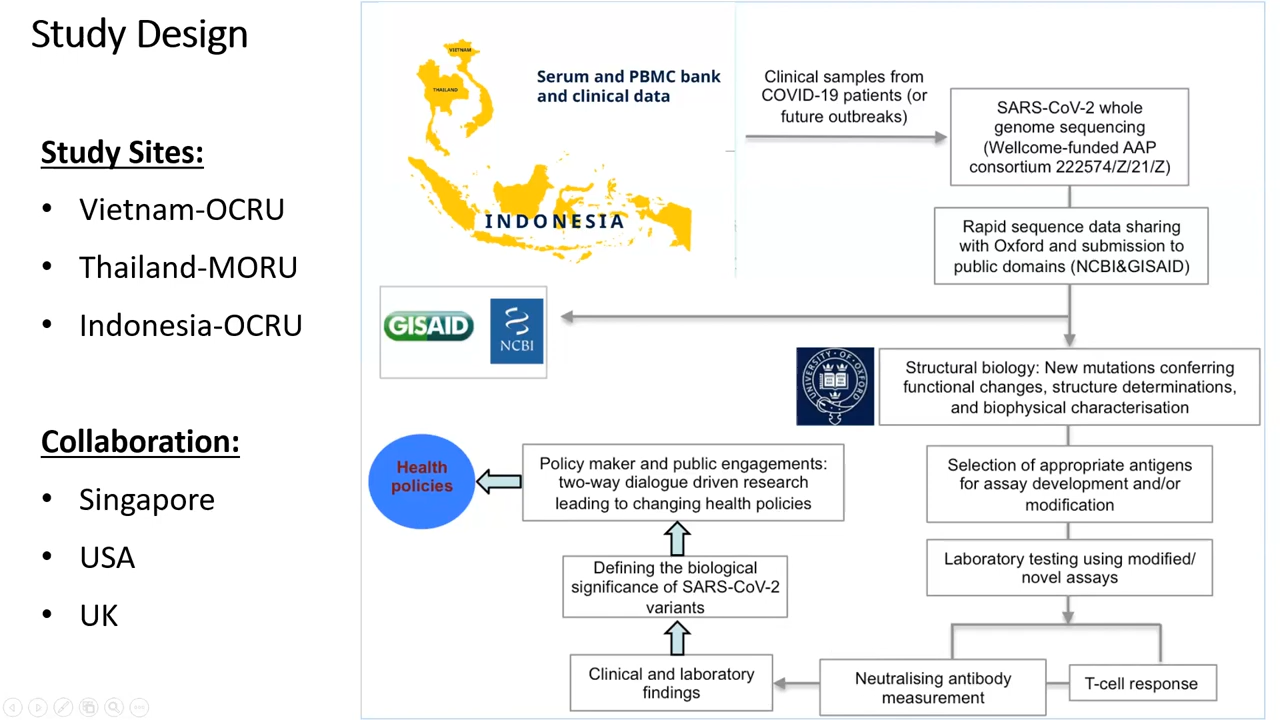 Study Design
Study Sites:
• Vietnam-OCRU
• Thailand-MORU
• Indonesia-OCRU
Collaboration:
• Singapore
• USA
• UK
VIETNAM
THAILAND
Serum and PBMC bank
and clinical data
INDONESIA
Clinical samples from
COVID-19 patients (or
future outbreaks)
SARS-CoV-2 whole
genome sequencing
(Wellcome-funded AAP
consortium 222574/Z/21/Z)
Rapid sequence data sharing
with Oxford and submission to
public domains (NCBI&GISAID)
GISAID
NCBI
UNIVERSITY OF OXFORD
Structural biology: New mutations conferring
functional changes, structure determinations,
and biophysical characterisation
Selection of appropriate antigens
for assay development and/or
modification
Laboratory testing using modified/
novel assays
Neutralising antibody
measurement
T-cell response
Clinical and laboratory
findings
Defining the biological
significance of SARS-CoV-2
variants
Policy maker and public engagements:
two-way dialogue driven research
leading to changing health policies
Health
policies